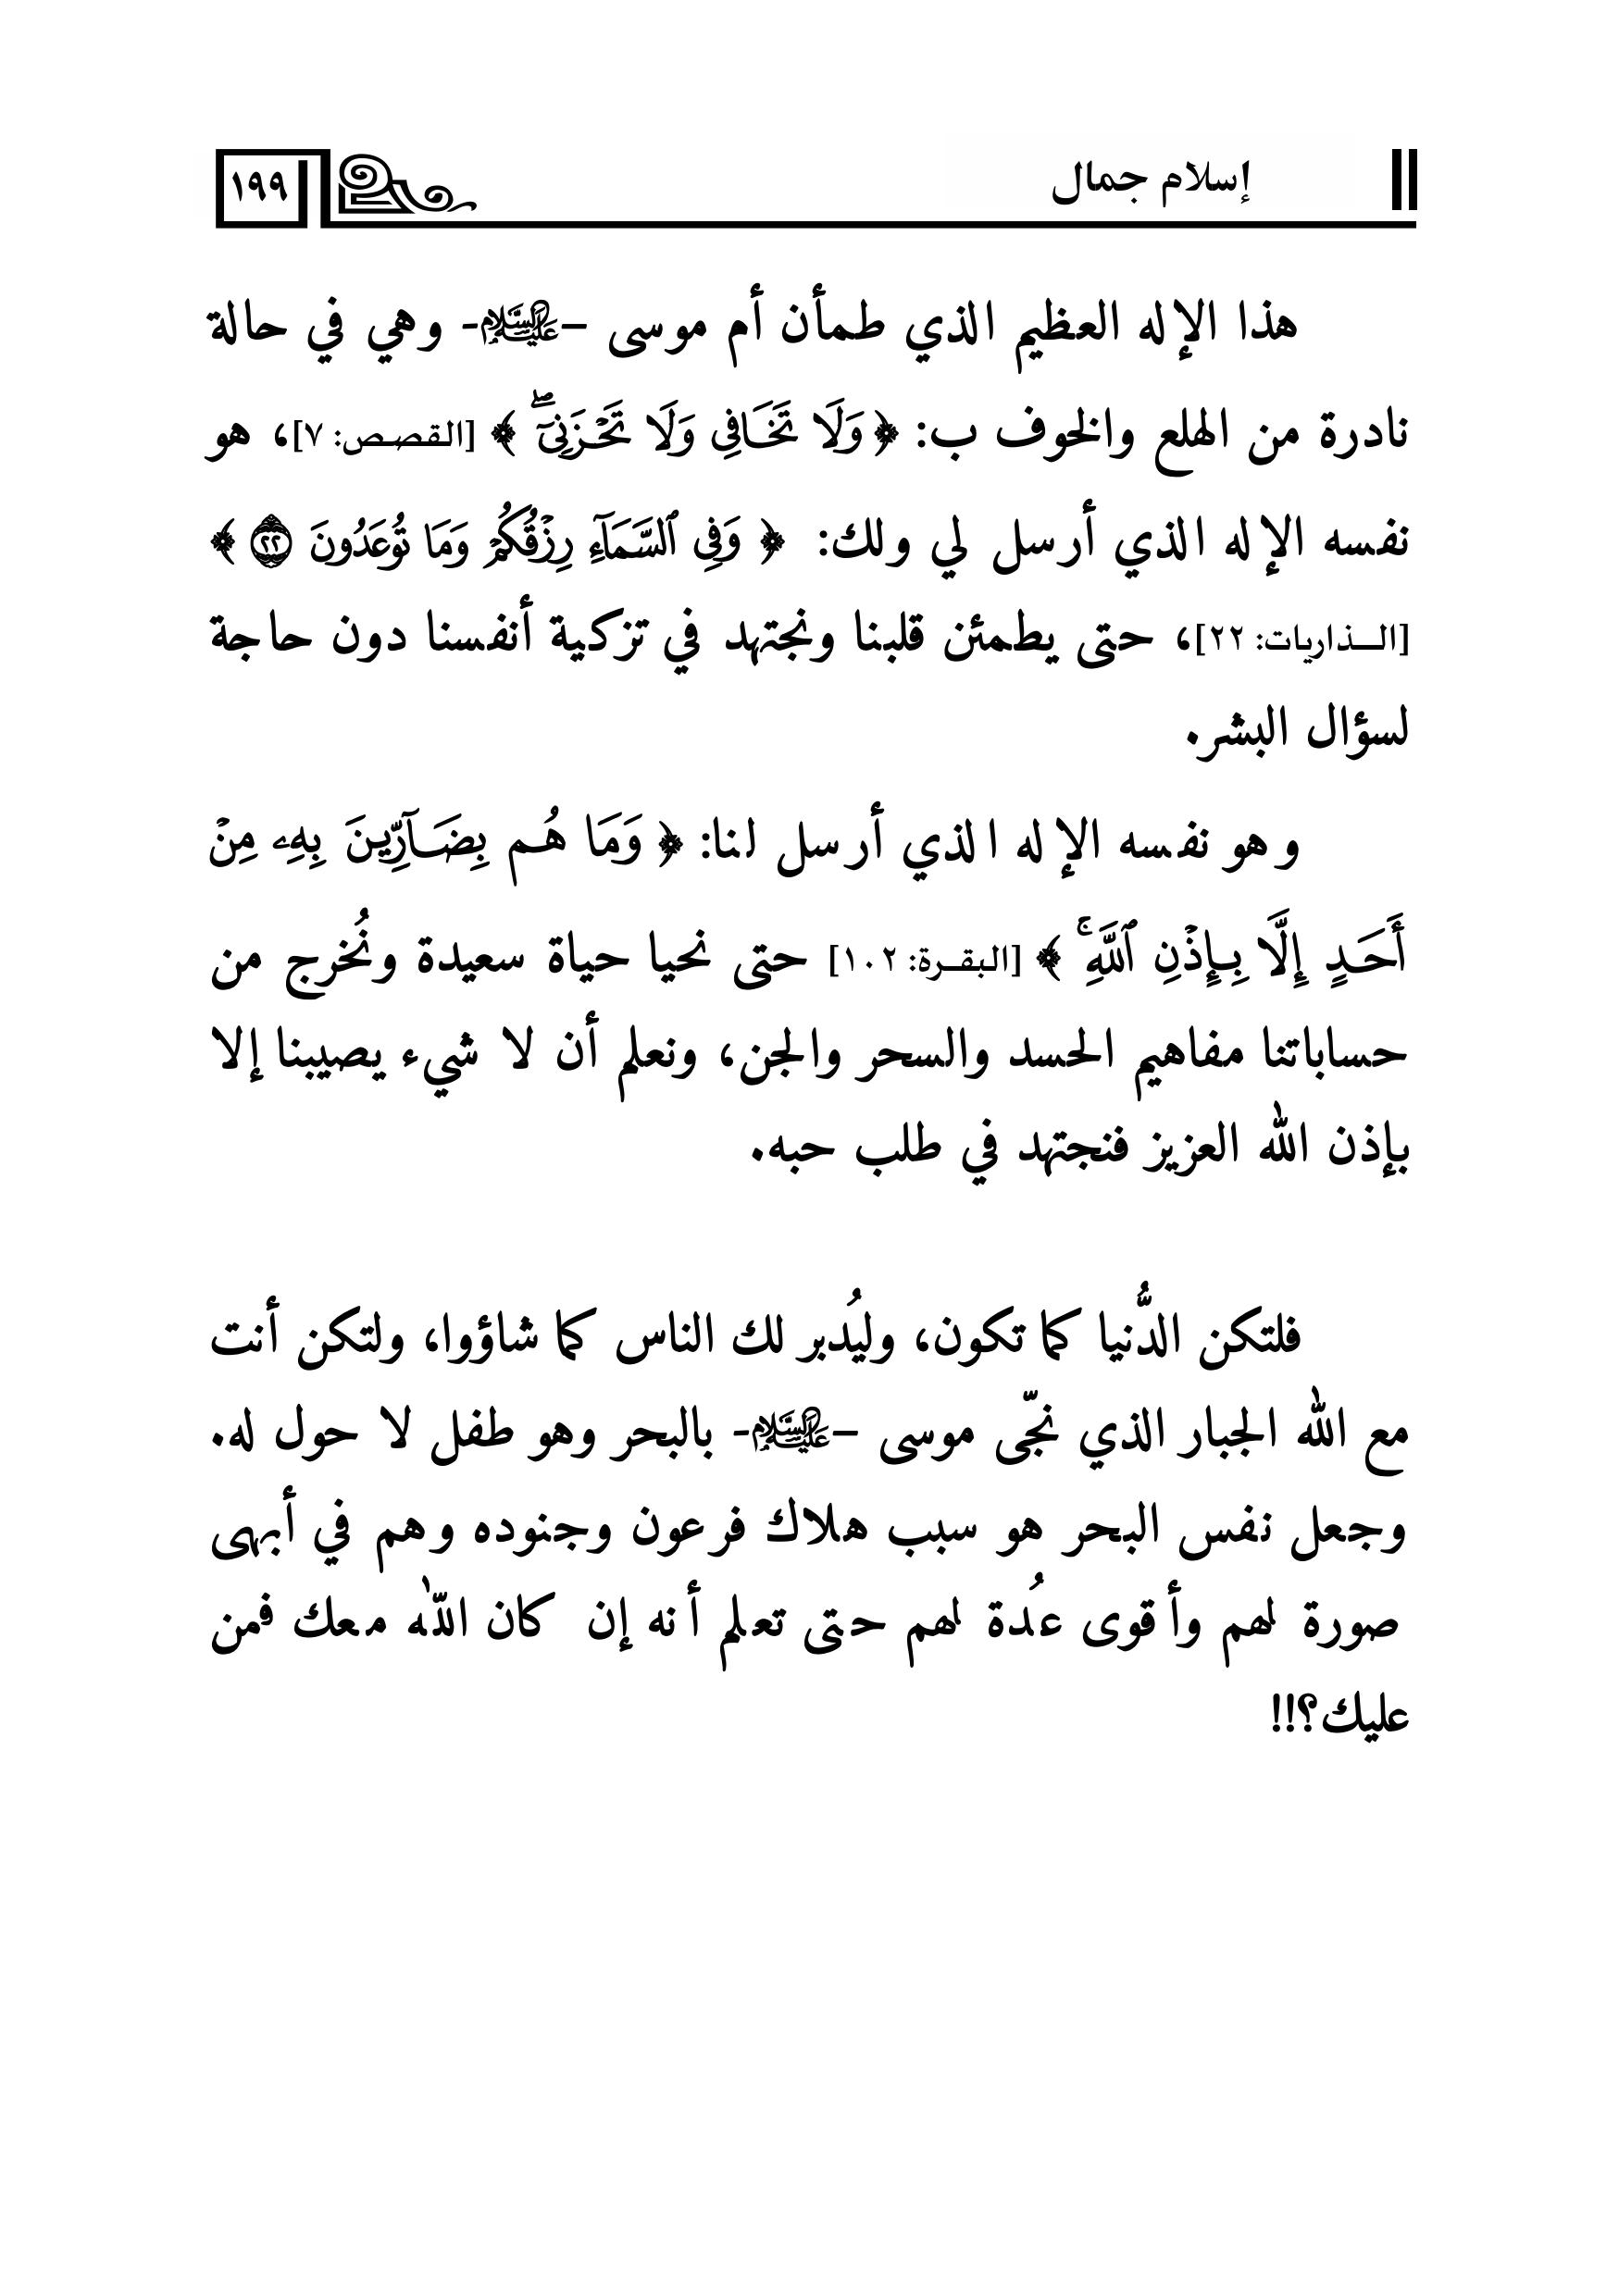 إسلام جمال
١٩٩
هذا الإله العظيم الذي طمأن أم موسى –عليه السلام- وهي في حالة
نادرة من الهلع والخوف ب: ﴿ وَلَا تَخَافِى وَلَا تَحْزَنِىٓ ۖ ﴾ [القصص: ٧]، هو
نفسه الإله الذي أرسل لي ولك: ﴿ وَفِى ٱلسَّمَآءِ رِزْقُكُمْ وَمَا تُوعَدُونَ ٢٢ ﴾
[الـذاريات: ٢٢]، حتى يطمئن قلبنا ونجتهد في تزكية أنفسنا دون حاجة
لسؤال البشر.
وهو نفسه الإله الذي أرسل لنا: ﴿ وَمَا هُم بِضَآرِّينَ بِهِۦ مِنْ
أَحَدٍ إِلَّا بِإِذْنِ ٱللَّهِ ۚ ﴾ [البقـرة: ١٠٢] حتى نحيا حياة سعيدة ونُخرج من
حساباتنا مفاهيم الحسد والسحر والجن، ونعلم أن لا شيء يصيبنا إلا
بإذن الله العزيز فنجتهد في طلب حبه.
فلتكن الدُّنيا كما تكون، وليُدبر لك الناس كما شاؤوا، ولتكن أنت
مع الله الجبار الذي نجّى موسى –عليه السلام- بالبحر وهو طفل لا حول له.
وجعل نفس البحر هو سبب هلاك فرعون وجنوده وهم في أبهى
صورة لهم وأقوى عُدة لهم حتى تعلم أنه إن كان الله معك فمن
عليك؟!!